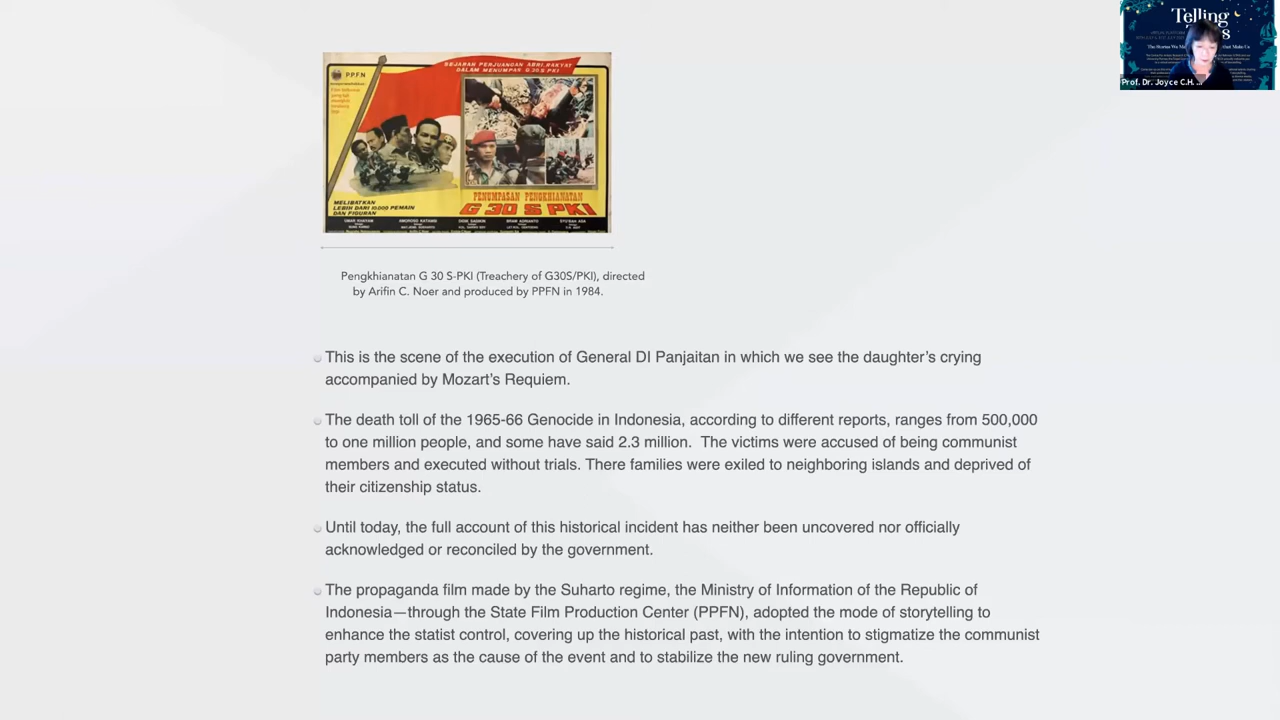 Telling
Prof. Dr. Joyce C.H. ...
SEJARAH PERJUANGAN ABRI, RAKYAT
DALAM MENUMPAS G.30.S PKI
PPFN
MELIBATKAN
LEBIH DARI 10.000 PEMAIN
DAN FIGURAN
PENUMPASAN PENGKHIANATAN
G 30 S PKI
Pengkhianatan G 30 S-PKI (Treachery of G30S/PKI), directed
by Arifin C. Noer and produced by PPFN in 1984.
This is the scene of the execution of General DI Panjaitan in which we see the daughter’s crying
accompanied by Mozart’s Requiem.
The death toll of the 1965-66 Genocide in Indonesia, according to different reports, ranges from 500,000
to one million people, and some have said 2.3 million. The victims were accused of being communist
members and executed without trials. There families were exiled to neighboring islands and deprived of
their citizenship status.
Until today, the full account of this historical incident has neither been uncovered nor officially
acknowledged or reconciled by the government.
The propaganda film made by the Suharto regime, the Ministry of Information of the Republic of
Indonesia—through the State Film Production Center (PPFN), adopted the mode of storytelling to
enhance the statist control, covering up the historical past, with the intention to stigmatize the communist
party members as the cause of the event and to stabilize the new ruling government.